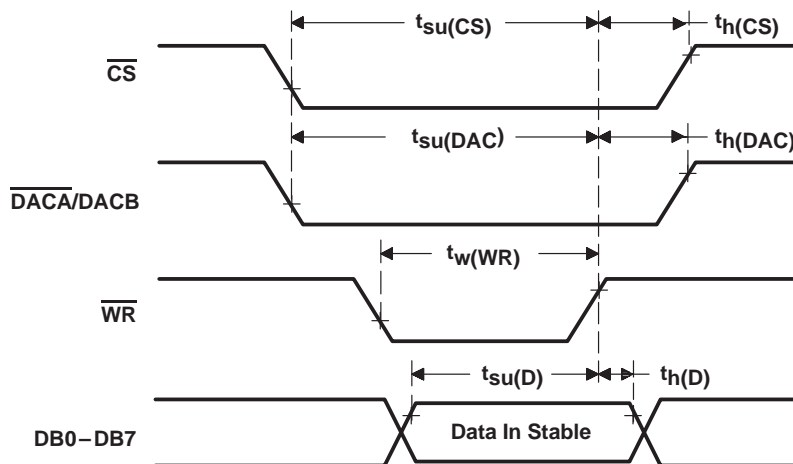 tsu(CS) th(CS)
CS
tsu(DAC) th(DAC)
DACA/DACB
tw(WR)
WR
tsu(D) th(D)
DB0–DB7 Data In Stable